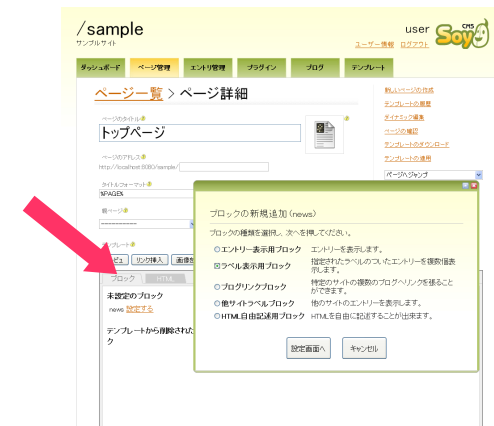 /sample
サンプルサイト
user
ユーザー情報 ログアウト
CMS
Soy
ダッシュボード ページ管理 エントリ管理 プラグイン ブログ テンプレート
ページ一覧 > ページ詳細
ページのタイトル
トップページ
ページのアドレス
http://localhost:8080/sample/
タイトルフォーマット
%PAGE%
親ページ
----------
テンプレート
リンク挿入
ブロック HTML
未設定のブロック
news 設定する
テンプレートから削除された
ク
新しいページの作成
テンプレートの履歴
ダイナミック編集
ページの確認
テンプレートのダウンロード
テンプレートの適用
ページへジャンプ
ブロックの新規追加(news)
ブロックの種類を選択し、次へを押してください。
エントリー表示用ブロック エントリーを表示します。
ラベル表示用ブロック 指定されたラベルのついたエントリーを複数個表
示します。
ブログリンクブロック 特定のサイトの複数のブログへリンクを張ること
ができます。
他サイトラベルブロック 他のサイトのエントリーを表示します。
HTML自由記述用ブロック HTMLを自由に記述することが出来ます。
設定画面へ キャンセル